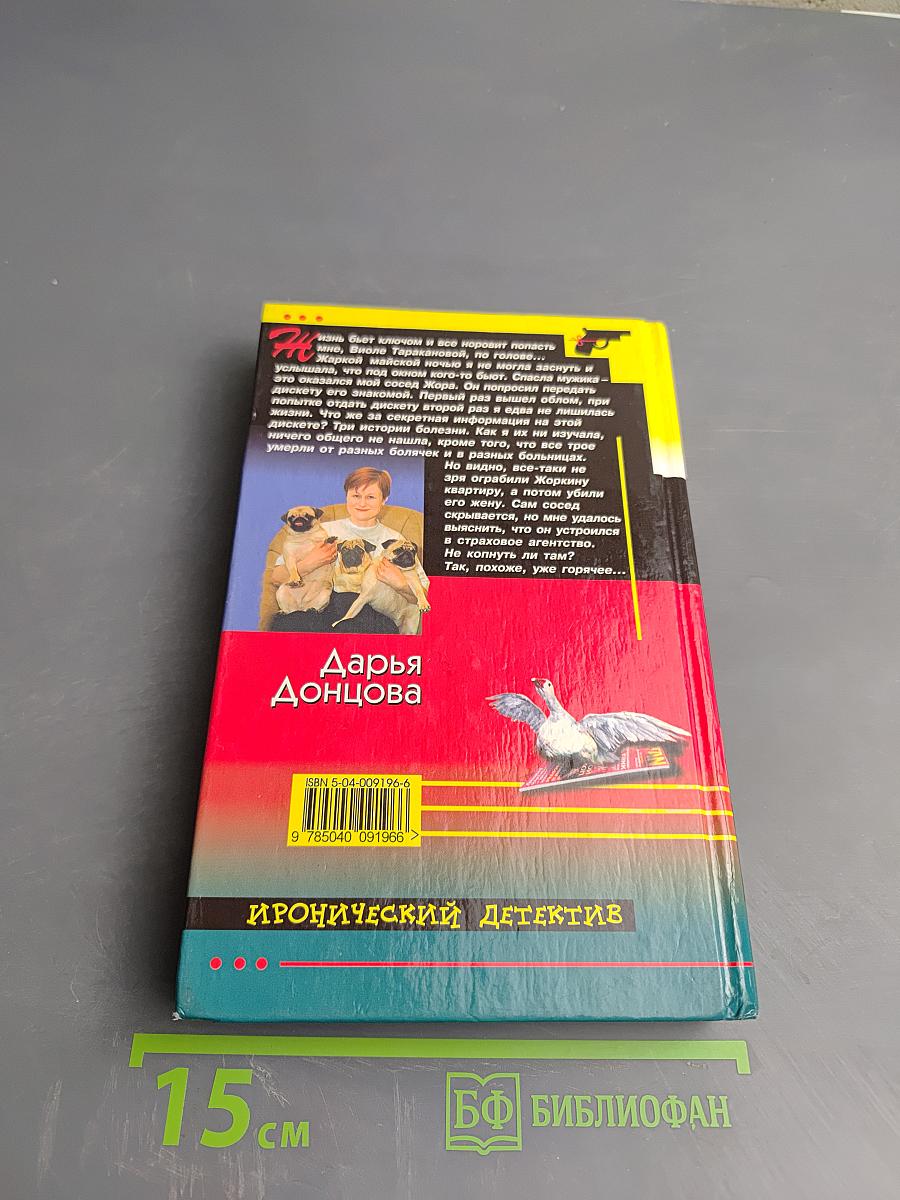 Жизнь бьет ключом и все норовит попасть
мне, Виоле Таракановой, по голове...
Жаркой майской ночью я не могла заснуть и
услышала, что под окном кого-то бьют. Спасла мужика –
это оказался мой сосед Жора. Он попросил передать
дискету его знакомой. Первый раз вышел облом, при
попытке отдать дискету второй раз я едва не лишилась
жизни. Что же за секретная информация на этой
дискете? Три истории болезни. Как я их ни изучала,
ничего общего не нашла, кроме того, что все трое
умерли от разных болячек и в разных больницах.
Но видно, все-таки не
зря ограбили Жоркину
квартиру, а потом убили
его жену. Сам сосед
скрывается, но мне удалось
выяснить, что он устроился
в страховое агентство.
Не копнуть ли там?
Так, похоже, уже горячее...
Дарья
Донцова
ISBN 5-04-009196-6
9 785040 091966 >
ИРОНИЧЕСКИЙ ДЕТЕКТИВ
15 см
БФ БИБЛИОФАН